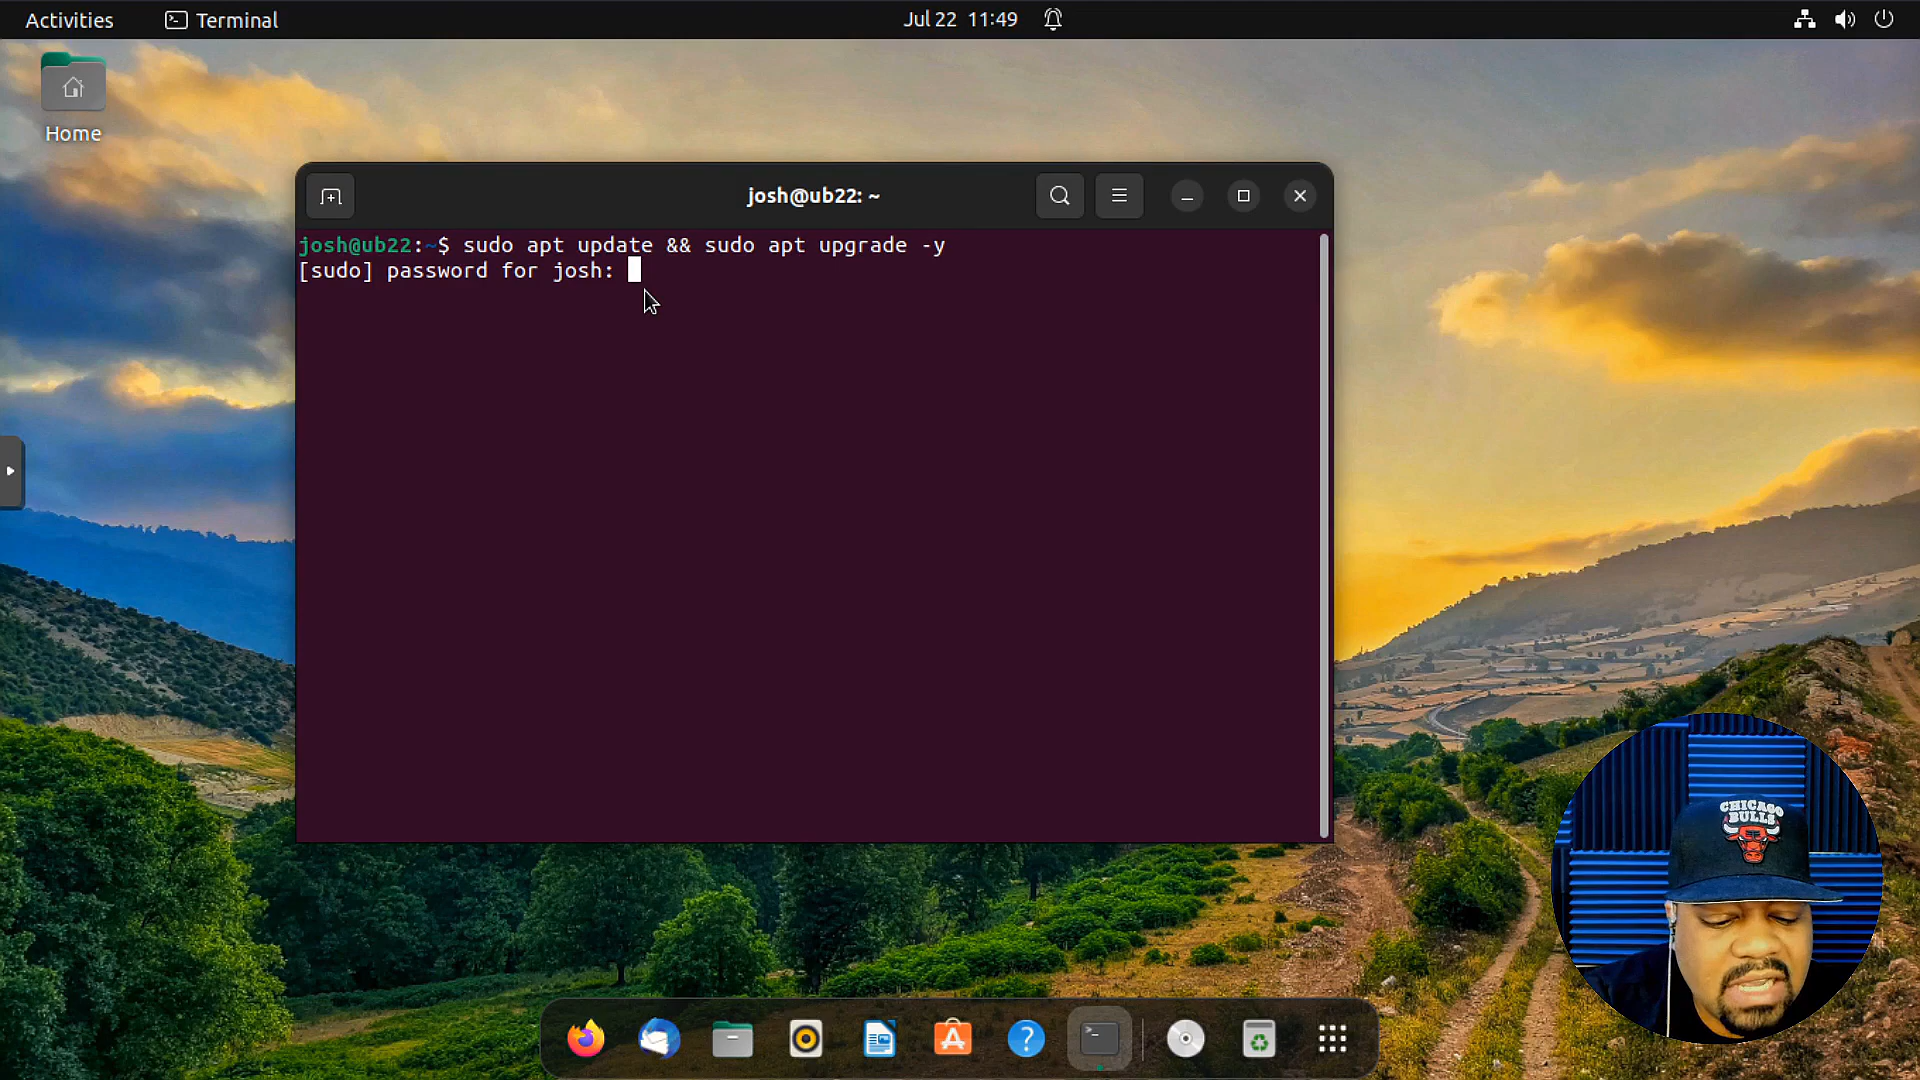 Activities Terminal Jul 22 11:49
Home
josh@ub22: ~
josh@ub22:~$ sudo apt update && sudo apt upgrade -y
[sudo] password for josh:
CHICAGO
BULLS